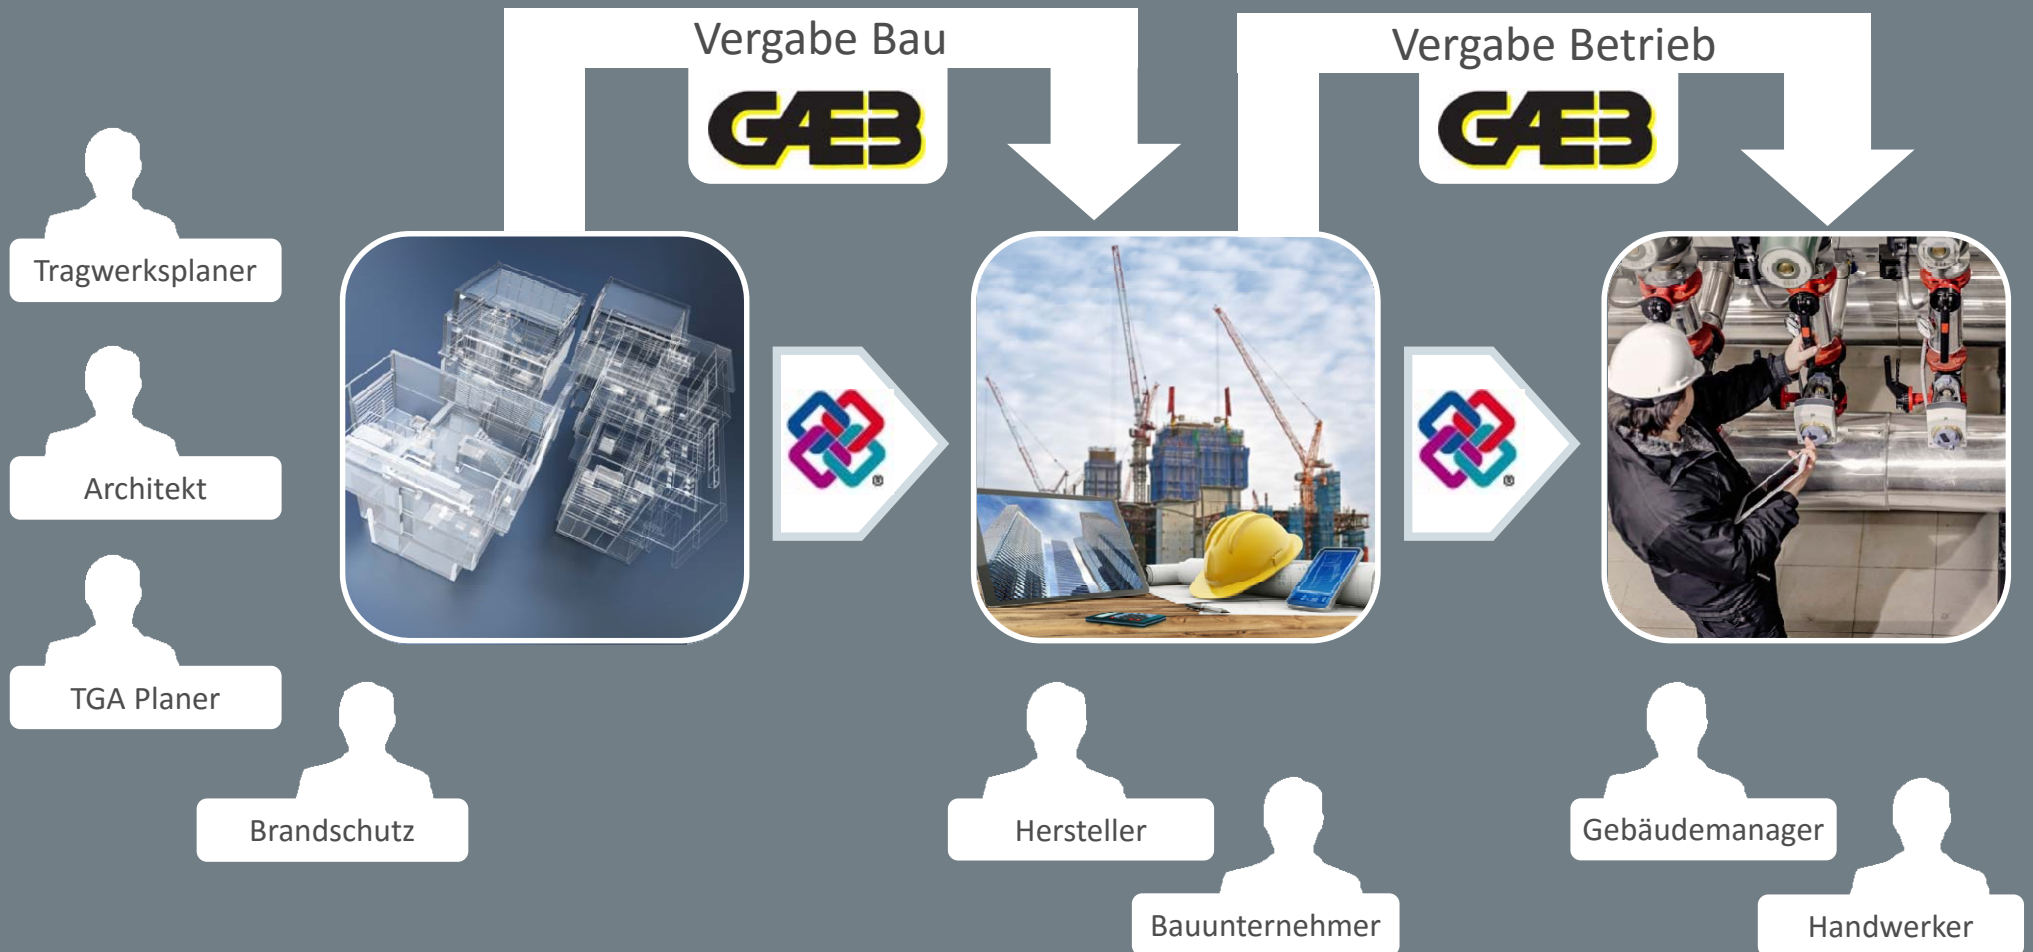 Vergabe Bau
GAEB
Vergabe Betrieb
GAEB
Tragwerksplaner
Architekt
TGA Planer
Brandschutz
®
®
Hersteller
Bauunternehmer
Gebäudemanager
Handwerker